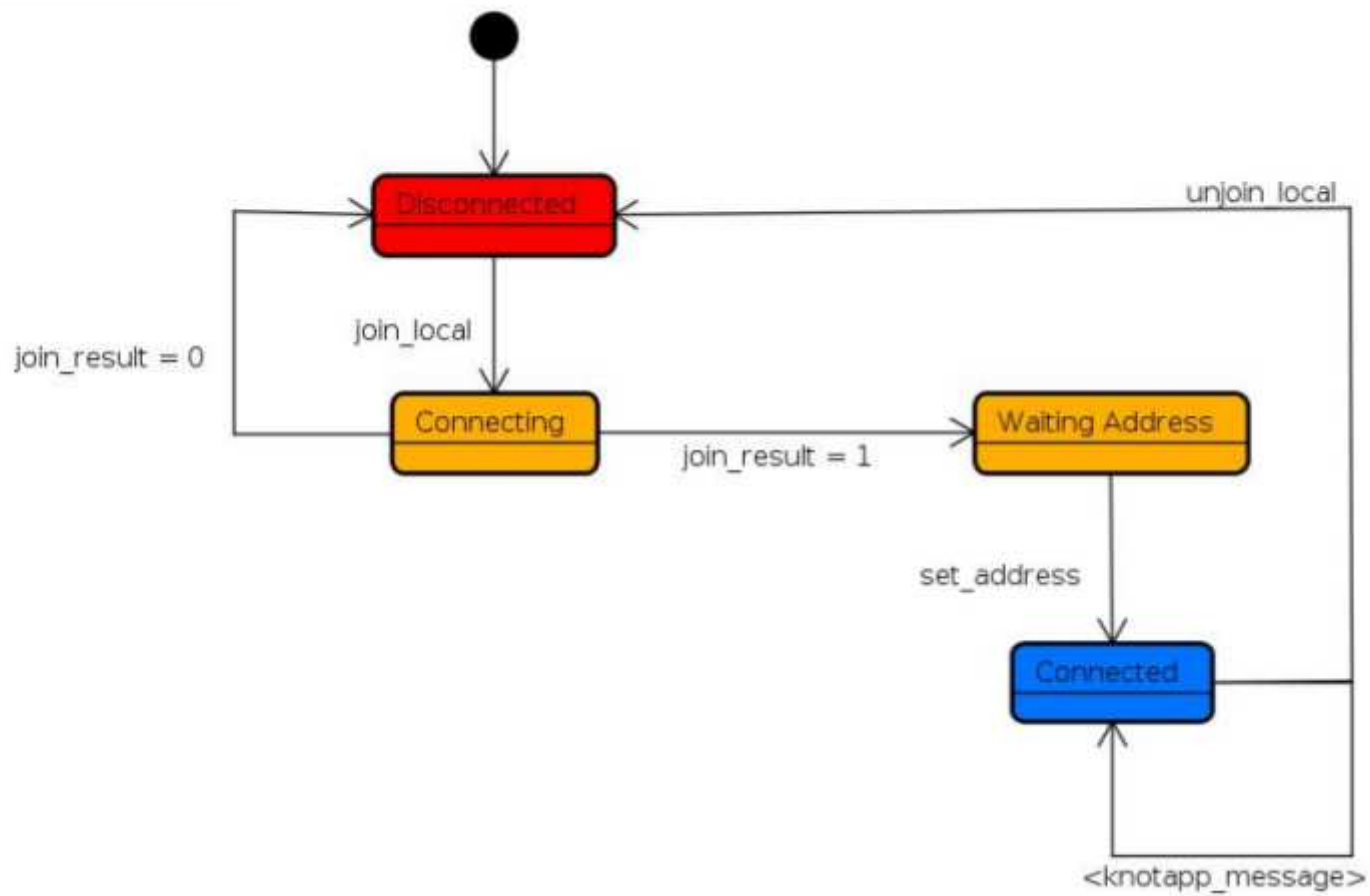 Disconnected
unjoin_local
join_local
join_result = 0
Connecting
Waiting Address
join_result = 1
set_address
Connected
<knotapp_message>